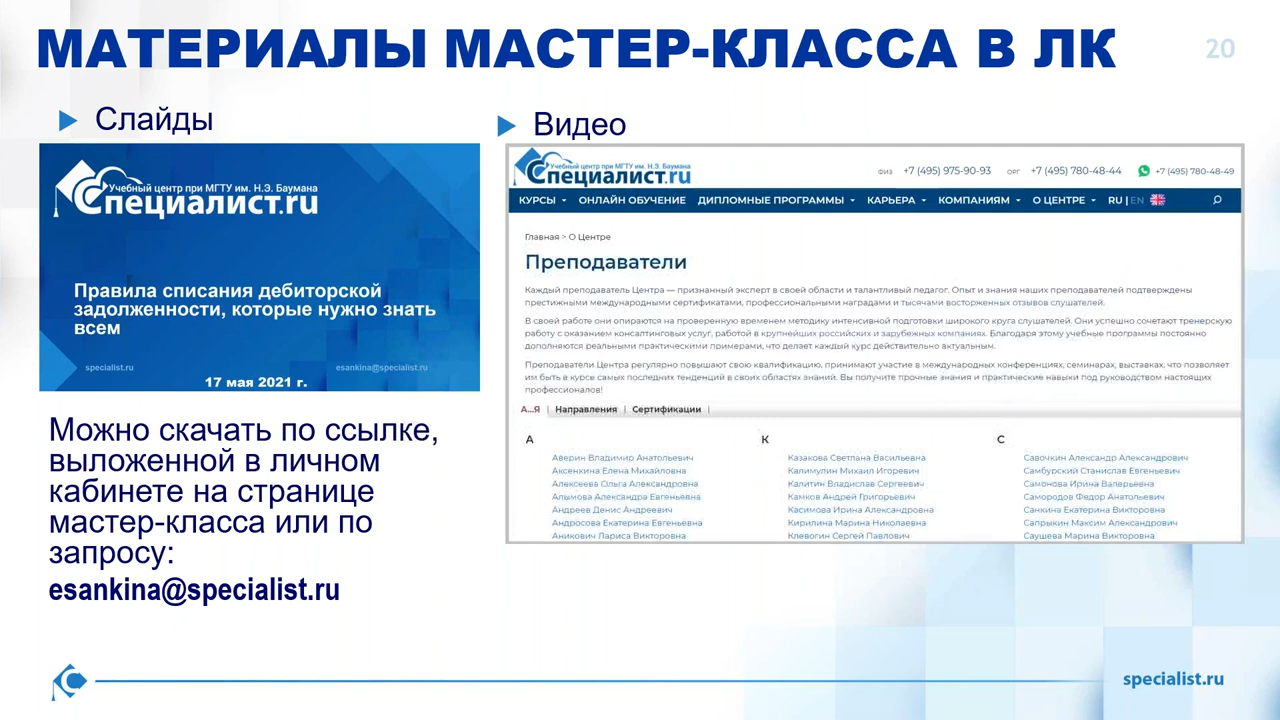 МАТЕРИАЛЫ МАСТЕР-КЛАССА В ЛК
20
Слайды
Учебный центр при МГТУ им. Н.Э. Баумана
Специалист.ru
Правила списания дебиторской
задолженности, которые нужно знать
всем
specialist.ru
esankina@specialist.ru
17 мая 2021 г.
Можно скачать по ссылке,
выложенной в личном
кабинете на странице
мастер-класса или по
запросу:
esankina@specialist.ru
Видео
Учебный центр при МГТУ им. Н.Э. Баумана
Специалист.ru
ФИЗ +7 (495) 975-90-93 ОРГ +7 (495) 780-48-44 +7 (495) 780-48-49
КУРСЫ ОНЛАЙН ОБУЧЕНИЕ ДИПЛОМНЫЕ ПРОГРАММЫ КАРЬЕРА КОМПАНИЯМ О ЦЕНТРЕ RU | EN
Главная > О Центре
Преподаватели
Каждый преподаватель Центра — признанный эксперт в своей области и талантливый педагог. Опыт и знания наших преподавателей подтверждены
престижными международными сертификатами, профессиональными наградами и тысячами восторженных отзывов слушателей.
В своей работе они опираются на проверенную временем методику интенсивной подготовки широкого круга слушателей. Они успешно сочетают тренерскую
работу с оказанием консалтинговых услуг, работой в крупнейших российских и зарубежных компаниях. Благодаря этому учебные программы постоянно
дополняются реальными практическими примерами, что делает каждый курс действительно актуальным.
Преподаватели Центра регулярно повышают свою квалификацию, принимают участие в международных конференциях, семинарах, выставках, что позволяет
им быть в курсе самых последних тенденций в своих областях знаний. Вы получите прочные знания и практические навыки под руководством настоящих
профессионалов!
А...Я | Направления | Сертификации |
А
Аверин Владимир Анатольевич
Аксенкина Елена Михайловна
Алексеева Ольга Александровна
Алымова Александра Евгеньевна
Андреев Денис Андреевич
Андросова Екатерина Евгеньевна
Аникович Лариса Викторовна
К
Казакова Светлана Васильевна
Калимулин Михаил Игоревич
Калитин Владислав Сергеевич
Камков Андрей Григорьевич
Касимова Ирина Александровна
Кирилина Марина Николаевна
Клевогин Сергей Павлович
С
Савочкин Александр Александрович
Самбурский Станислав Евгеньевич
Самонова Ирина Валерьевна
Самородов Федор Анатольевич
Санкина Екатерина Викторовна
Сапрыкин Максим Александрович
Саушева Марина Викторовна
specialist.ru